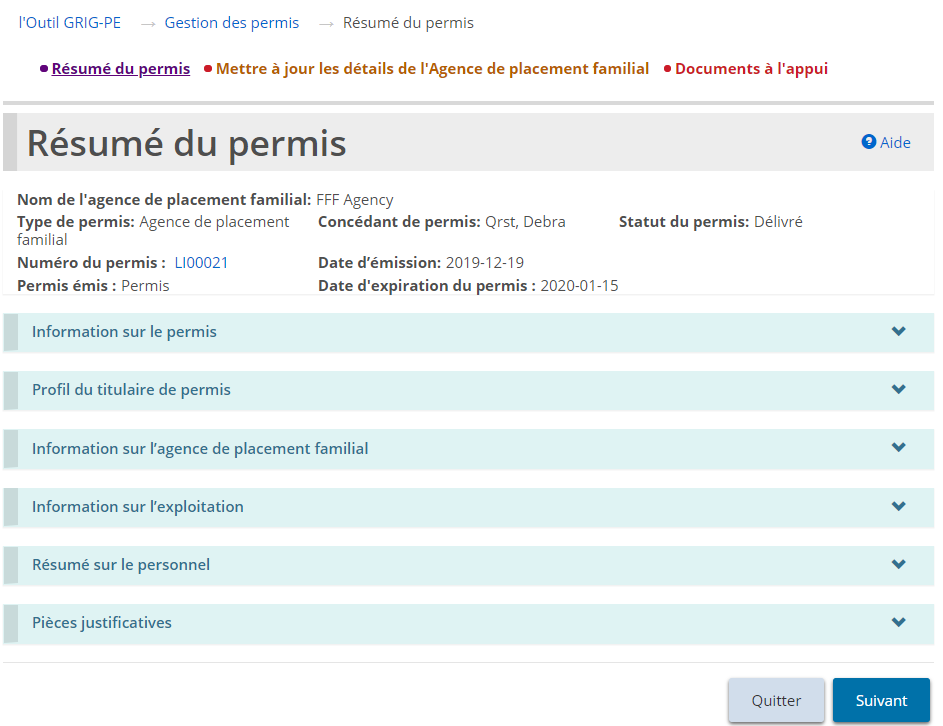 l'Outil GRIG-PE → Gestion des permis → Résumé du permis
• Résumé du permis • Mettre à jour les détails de l'Agence de placement familial • Documents à l'appui
Résumé du permis
Aide
Nom de l'agence de placement familial: FFF Agency
Type de permis: Agence de placement familial
Concédant de permis: Qrst, Debra
Statut du permis: Délivré
Numéro du permis : LI00021
Date d’émission: 2019-12-19
Permis émis : Permis
Date d'expiration du permis : 2020-01-15
Information sur le permis
Profil du titulaire de permis
Information sur l’agence de placement familial
Information sur l’exploitation
Résumé sur le personnel
Pièces justificatives
Quitter
Suivant